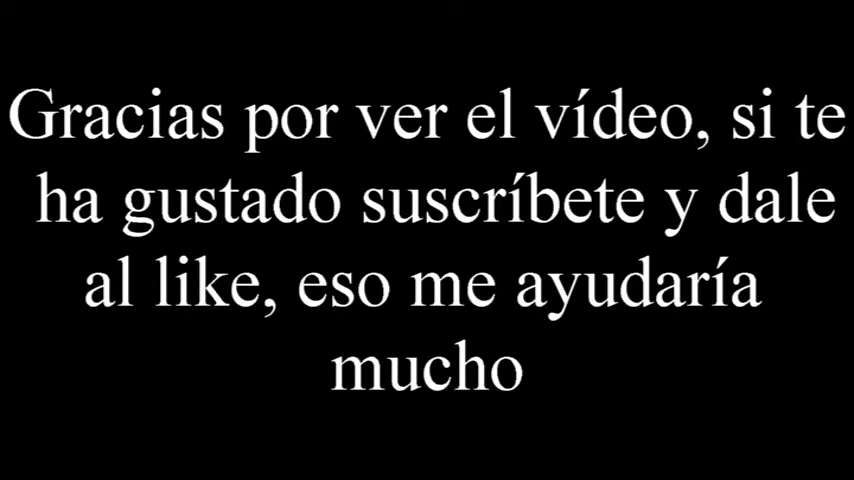 Gracias por ver el vídeo, si te
ha gustado suscríbete y dale
al like, eso me ayudaría
mucho